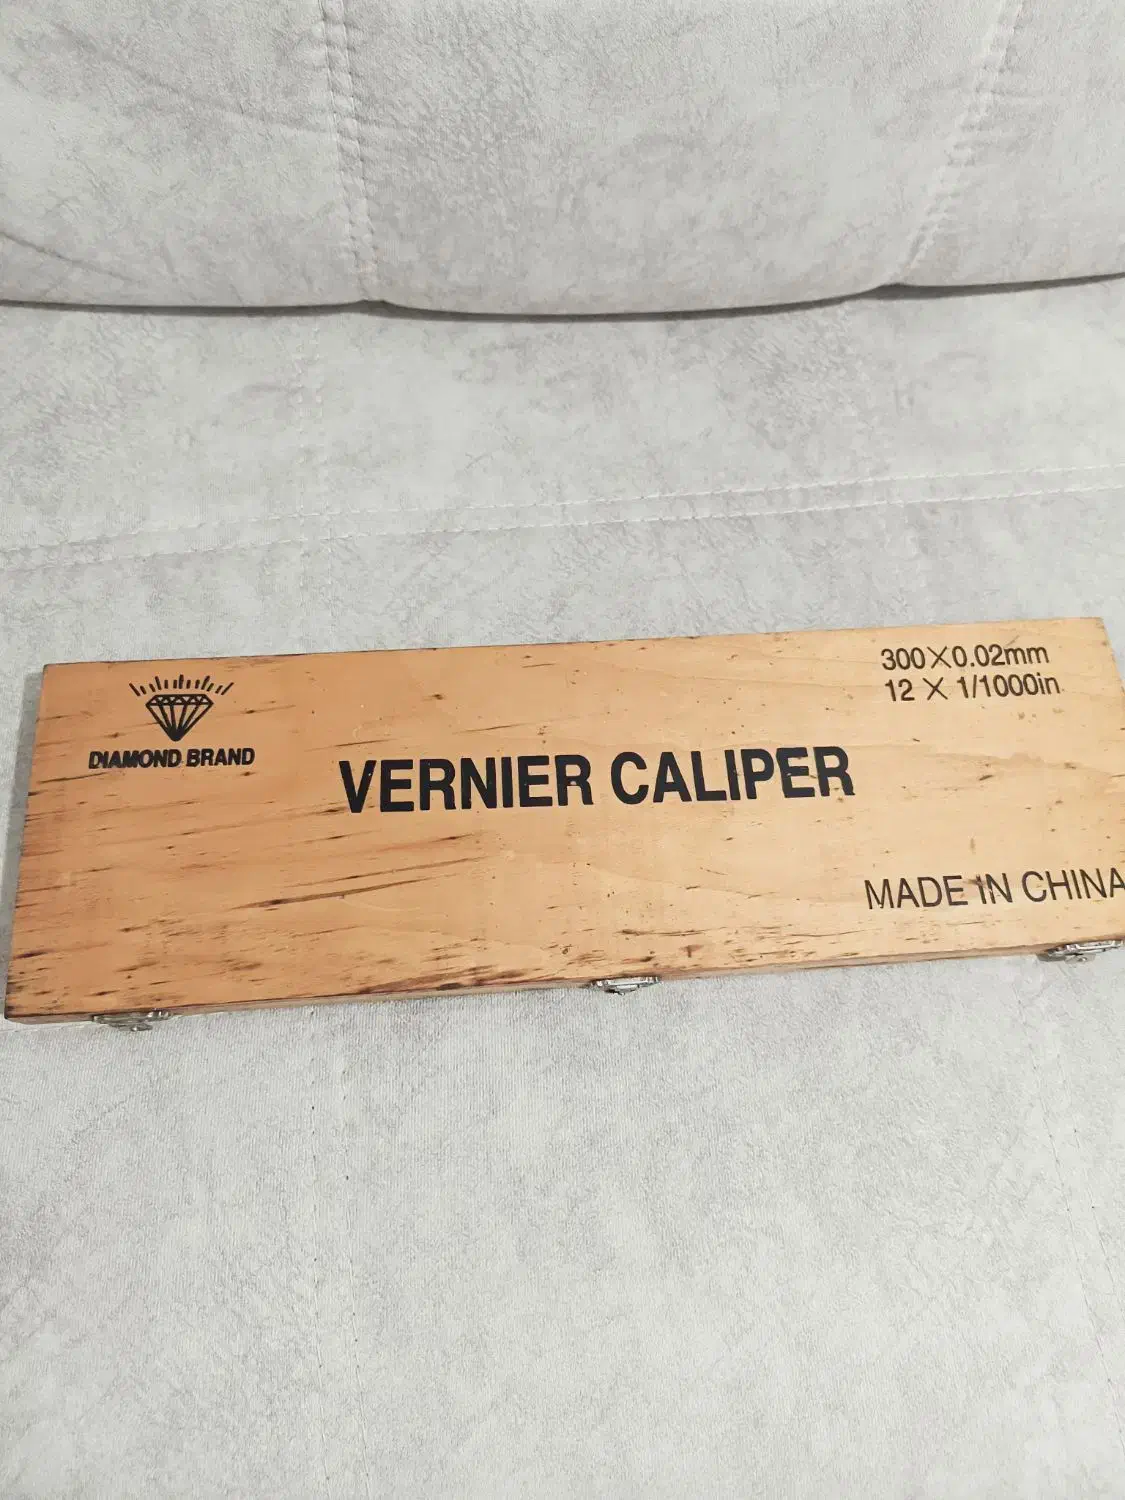 DIAMOND BRAND
300×0.02mm
12 × 1/1000in
VERNIER CALIPER
MADE IN CHINA